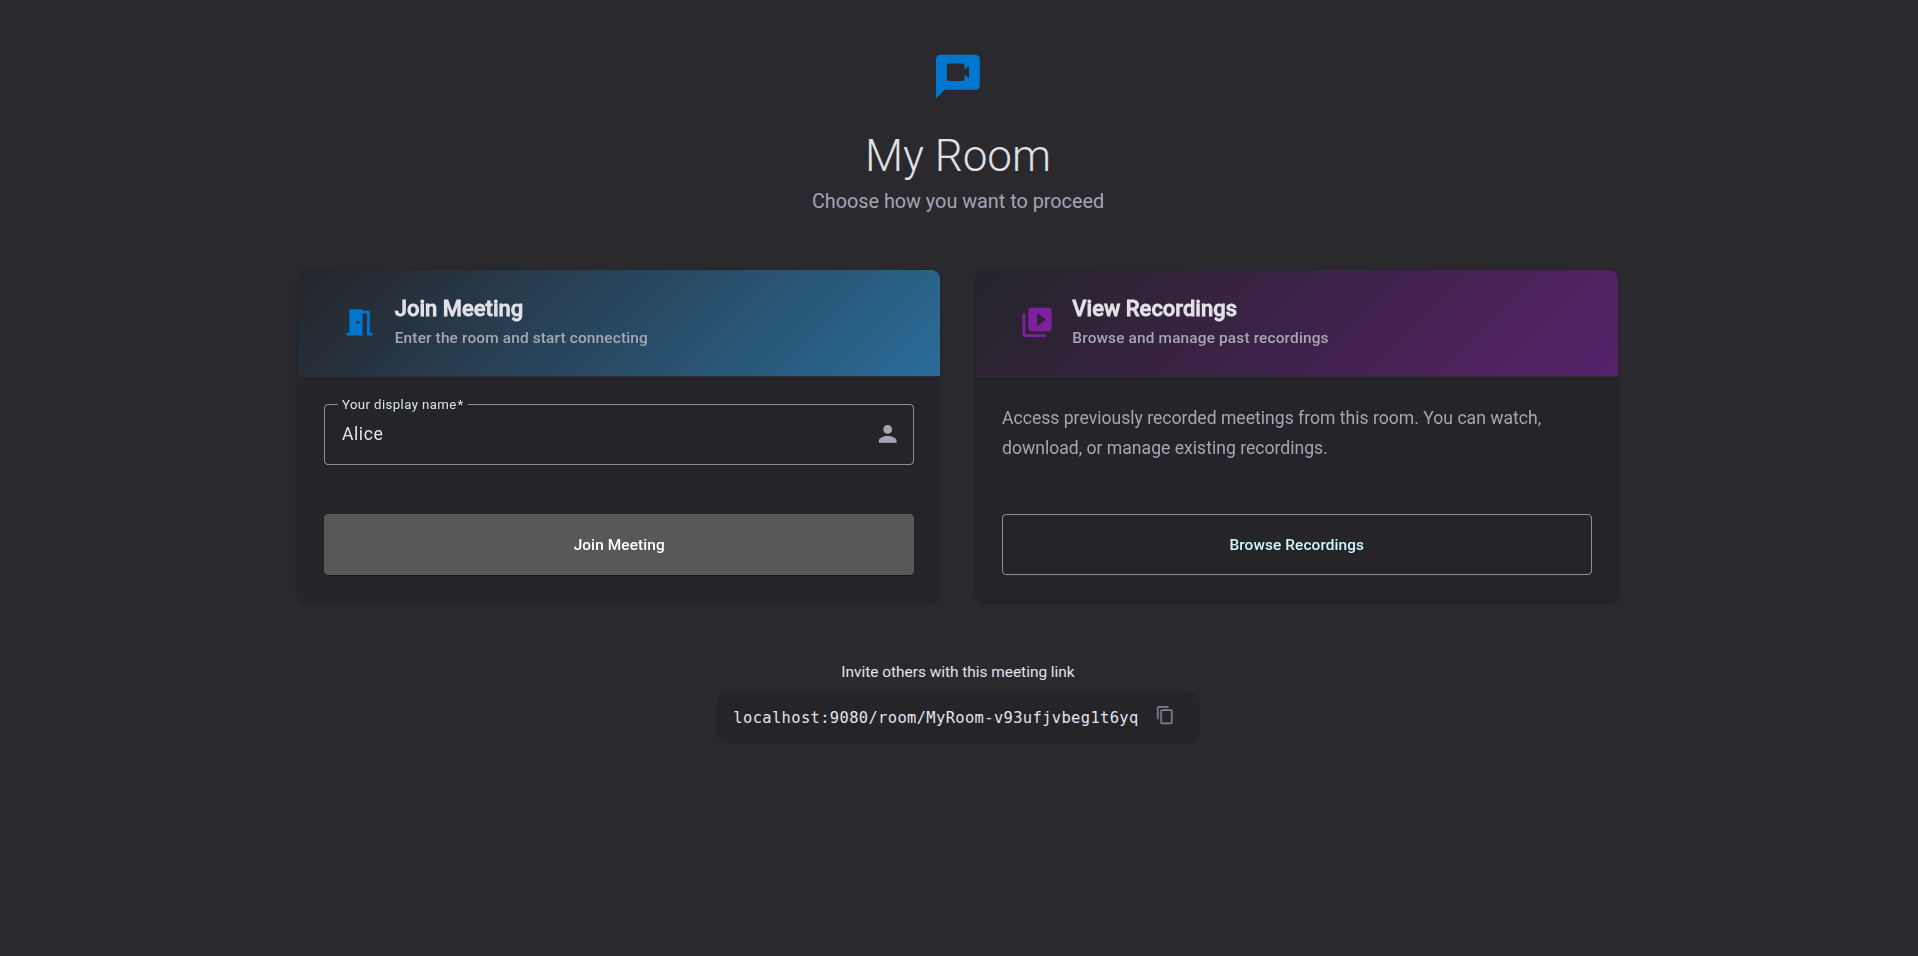 My Room
Choose how you want to proceed
Join Meeting
Enter the room and start connecting
Your display name*
Alice
Join Meeting
View Recordings
Browse and manage past recordings
Access previously recorded meetings from this room. You can watch,
download, or manage existing recordings.
Browse Recordings
Invite others with this meeting link
localhost:9080/room/MyRoom-v93ufjvbeg1t6yq